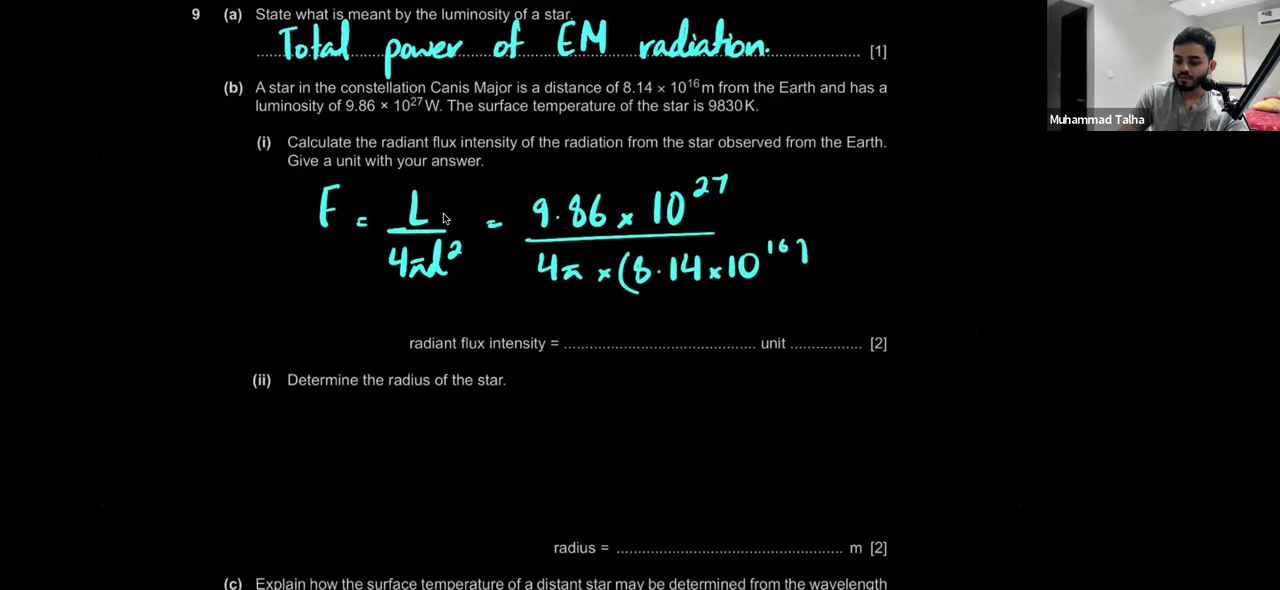 9 (a) State what is meant by the luminosity of a star.
Total power of EM radiation. [1]
Muhammad Talha
(b) A star in the constellation Canis Major is a distance of 8.14 × 10¹⁶ m from the Earth and has a
luminosity of 9.86 × 10²⁷ W. The surface temperature of the star is 9830 K.
(i) Calculate the radiant flux intensity of the radiation from the star observed from the Earth.
Give a unit with your answer.
F = L / 4πd² = 9.86 × 10²⁷ / 4π × (8.14 × 10¹⁶)
radiant flux intensity = ........................................... unit ................ [2]
(ii) Determine the radius of the star.
radius = ................................................... m [2]
(c) Explain how the surface temperature of a distant star may be determined from the wavelength